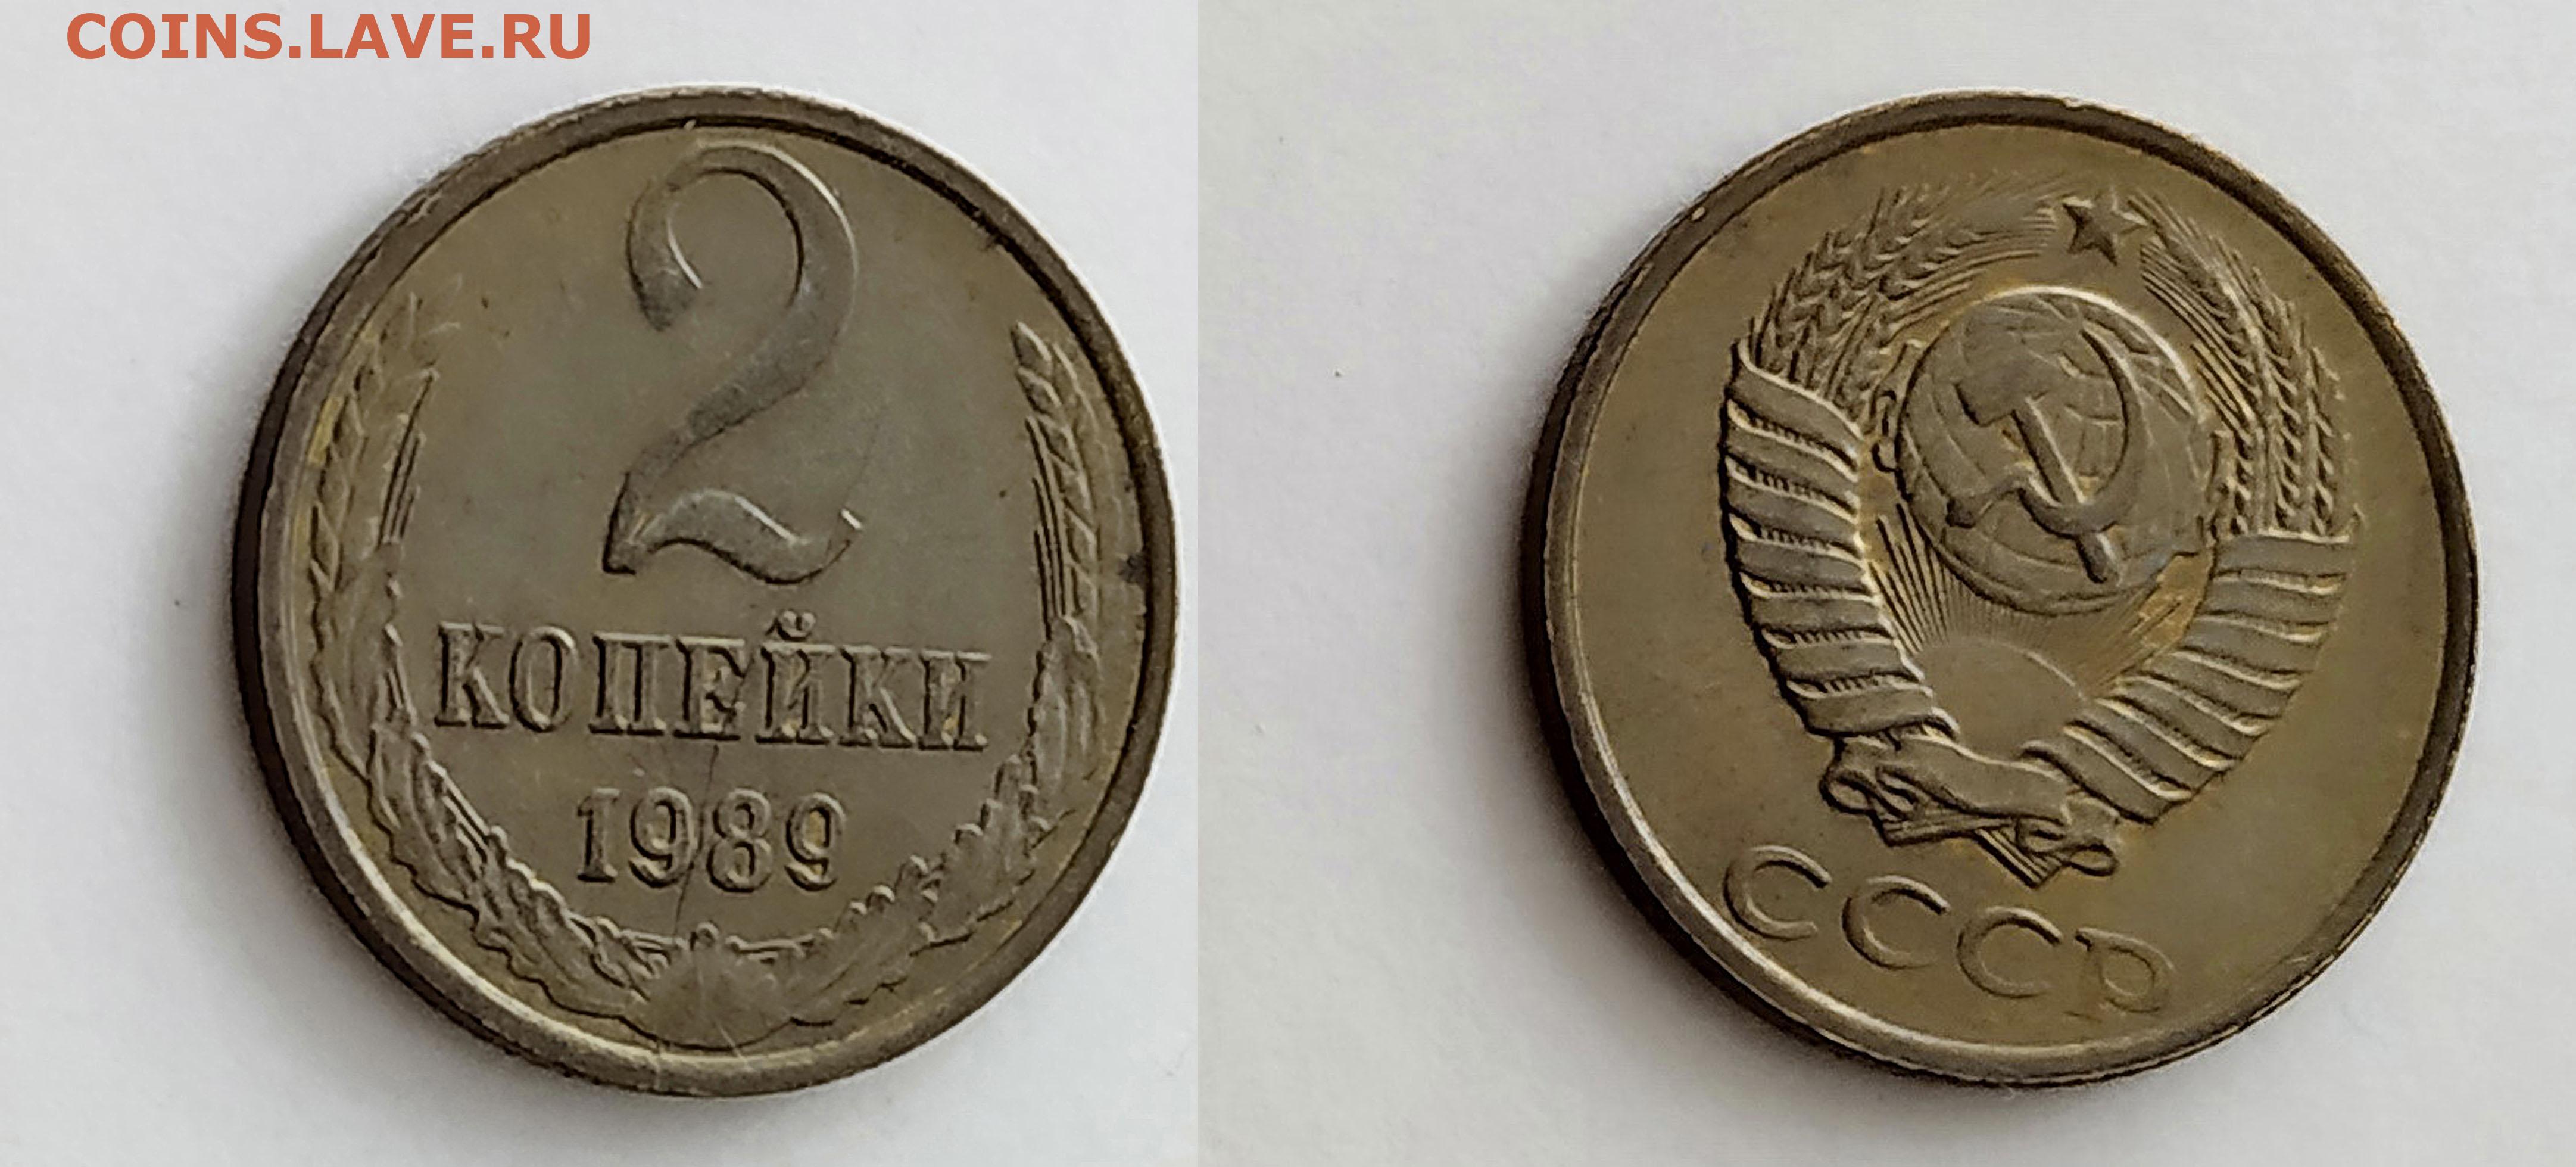 COINS.LAVE.RU
2
КОПЕЙКИ
1989
СССР